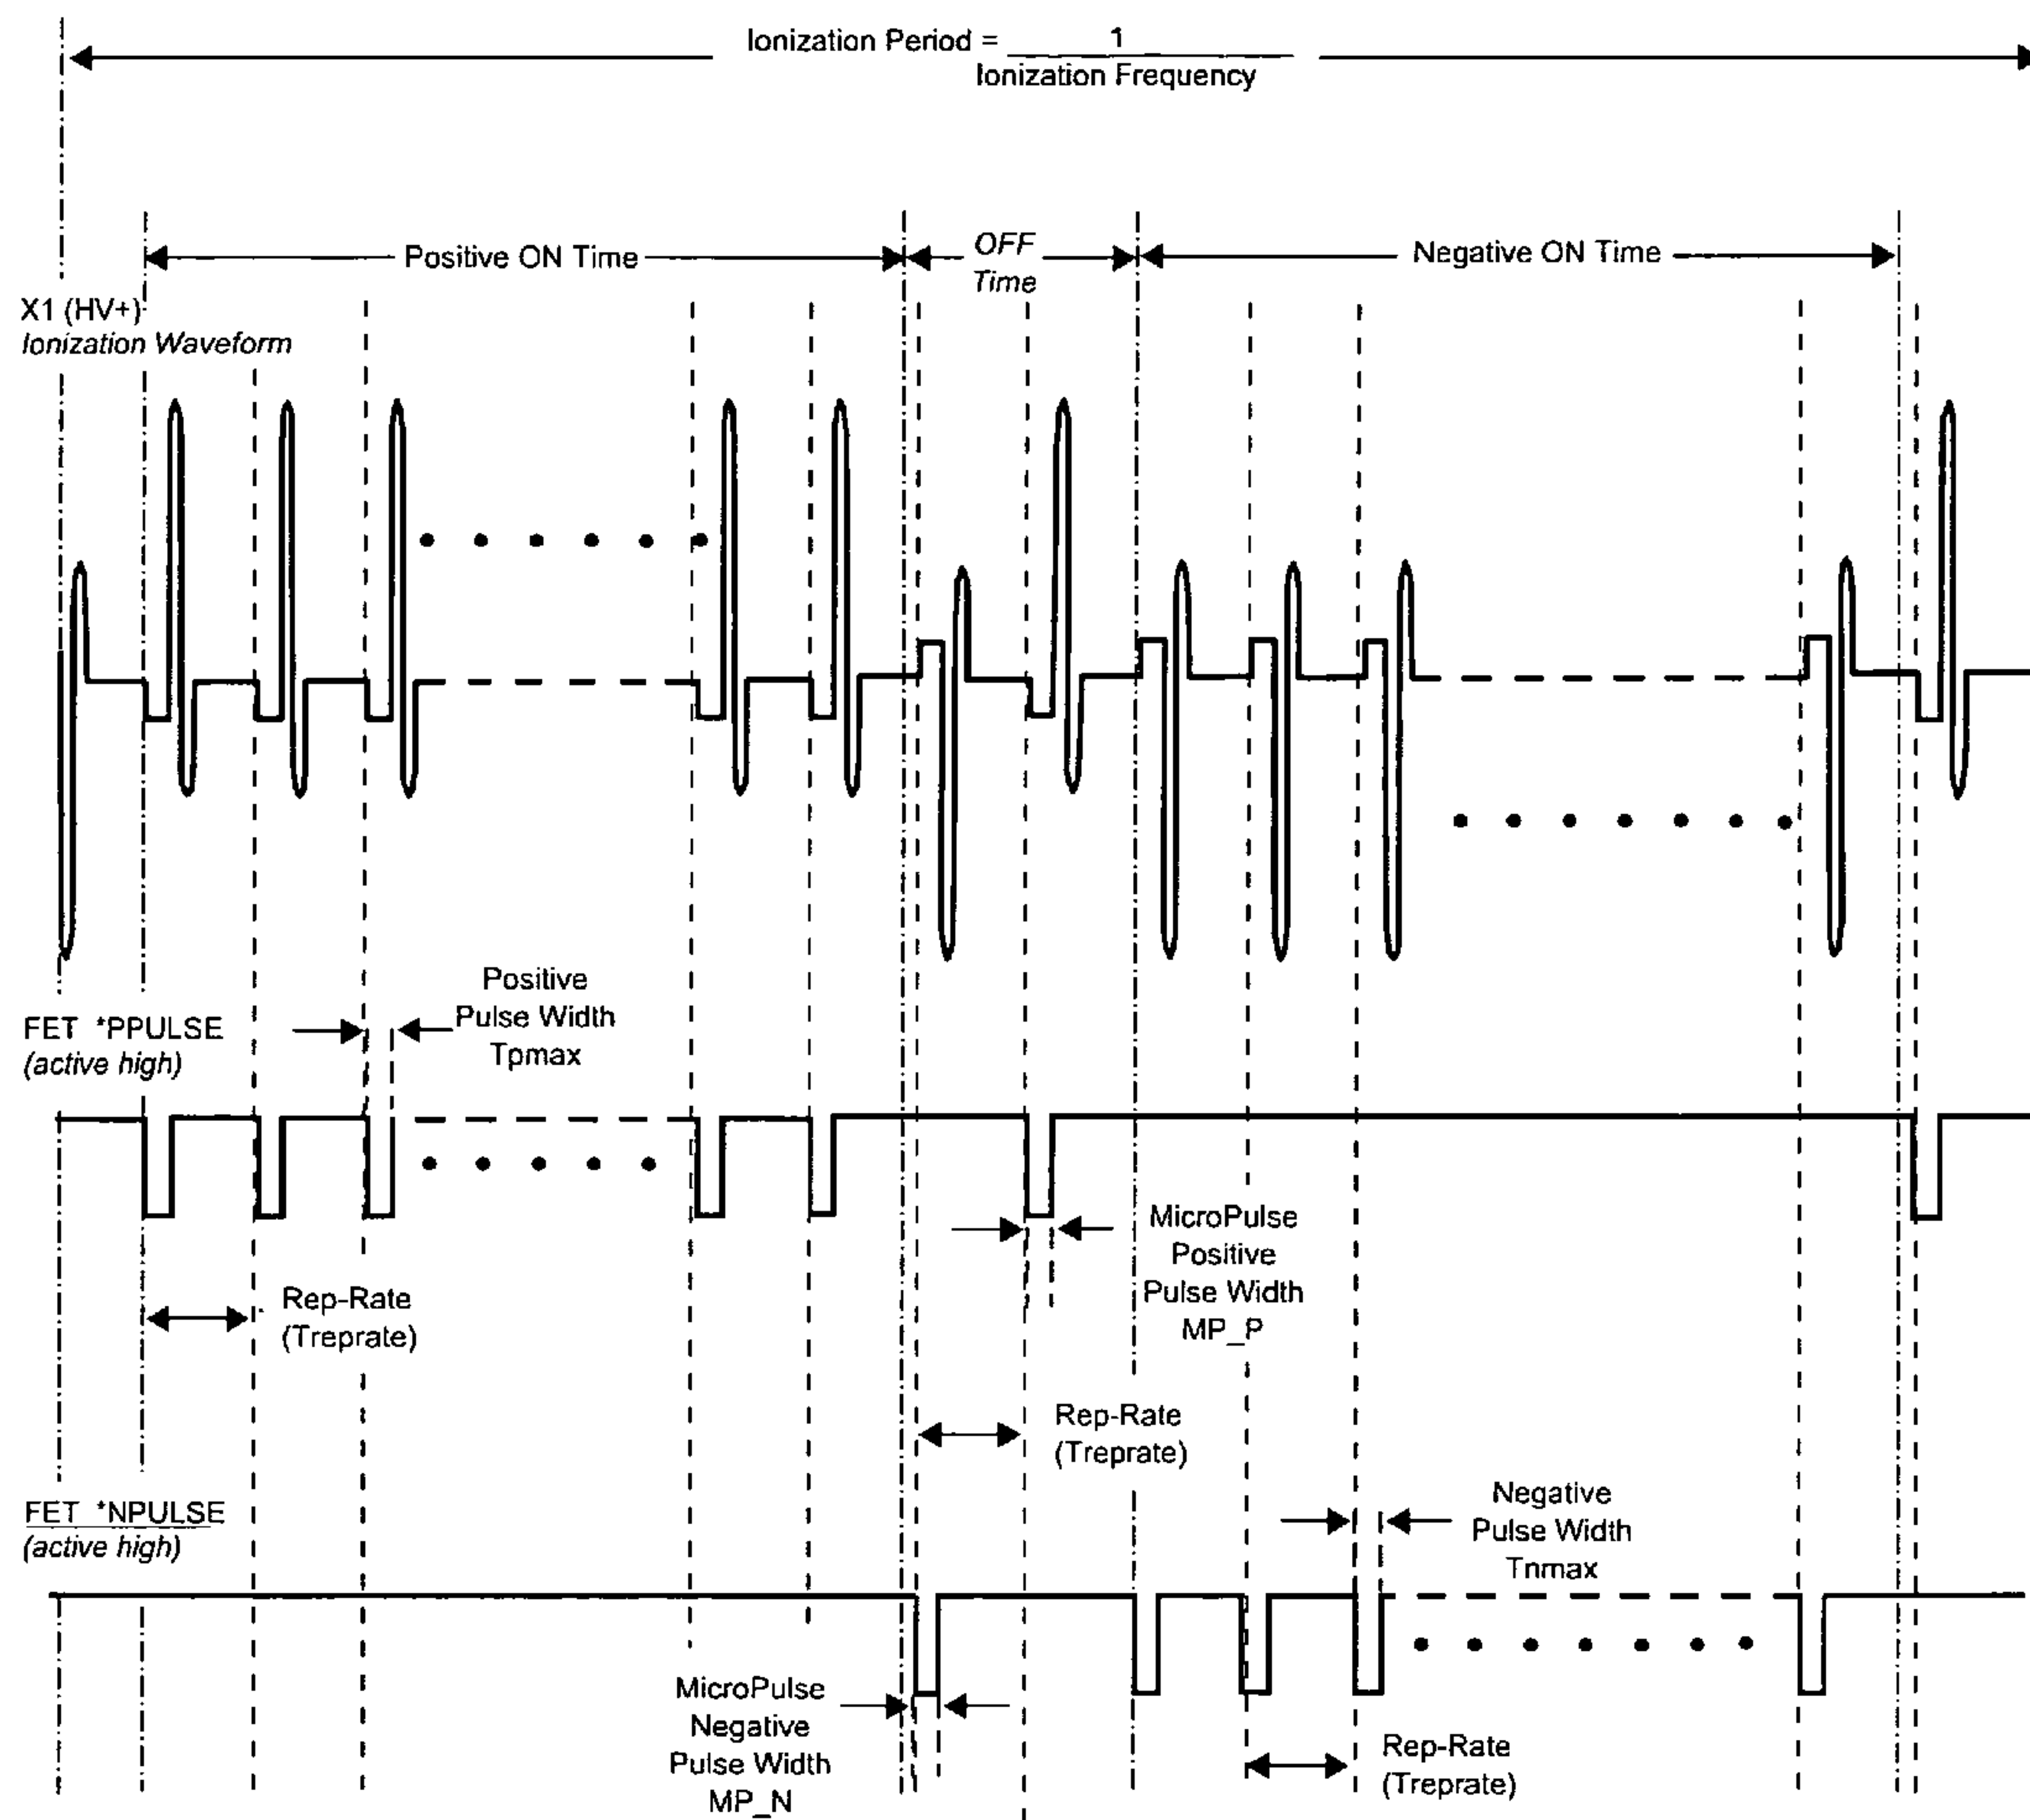 Ionization Period = 1
Ionization Frequency
Positive ON Time
OFF
Time
Negative ON Time
X1 (HV+)
Ionization Waveform
Positive
Pulse Width
Tpmax
FET *PPULSE
(active high)
MicroPulse
Positive
Pulse Width
MP_P
Rep-Rate
(Treprate)
Rep-Rate
(Treprate)
FET *NPULSE
(active high)
Negative
Pulse Width
Tnmax
MicroPulse
Negative
Pulse Width
MP_N
Rep-Rate
(Treprate)